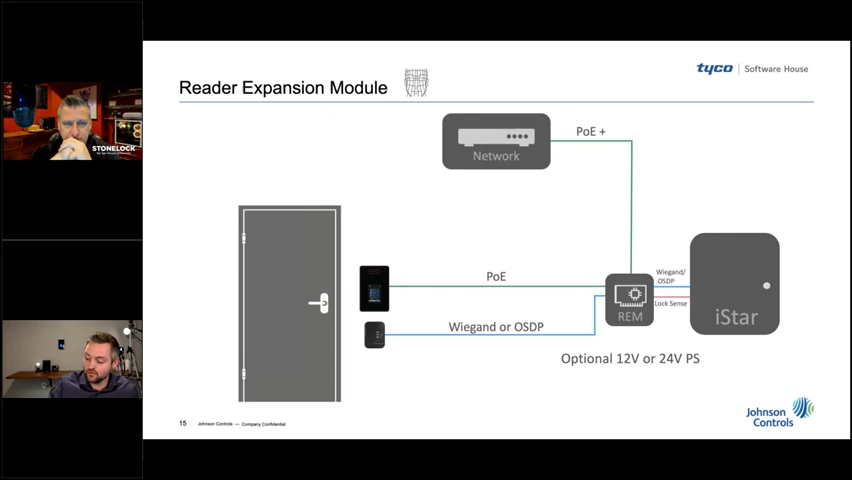 Reader Expansion Module
tyco | Software House
PoE +
Network
PoE
Wiegand/
OSDP
Lock Sense
REM
iStar
Wiegand or OSDP
Optional 12V or 24V PS
15
Johnson Controls — Company Confidential
Johnson
Controls
STONELOCK